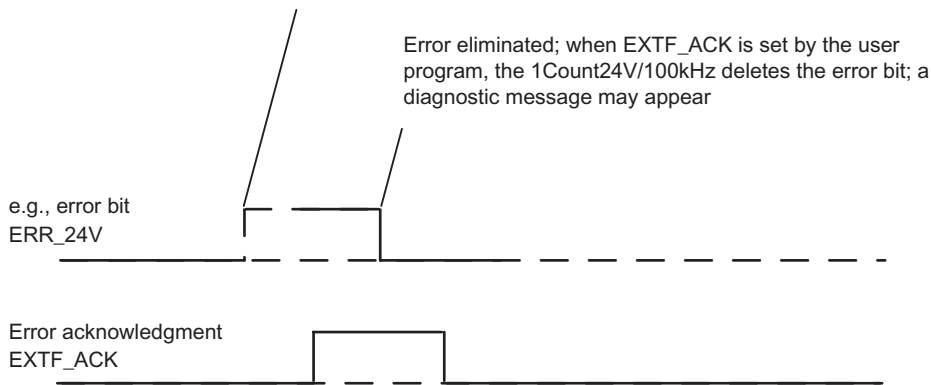 Error eliminated; when EXTF_ACK is set by the user
program, the 1Count24V/100kHz deletes the error bit; a
diagnostic message may appear
e.g., error bit
ERR_24V
Error acknowledgment
EXTF_ACK